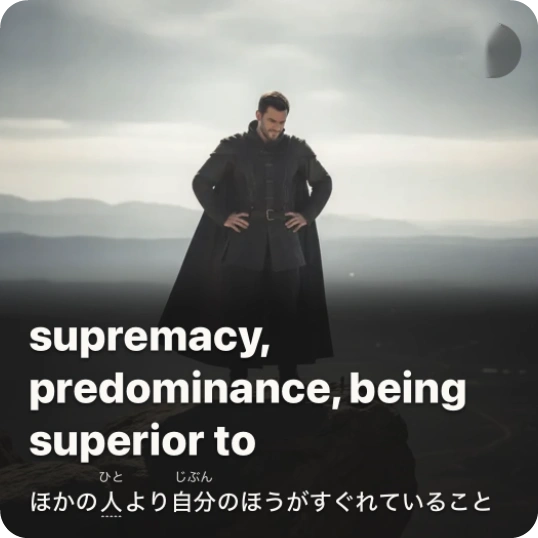 supremacy,
predominance, being
superior to
ひと じぶん
ほかの人より自分のほうがすぐれていること